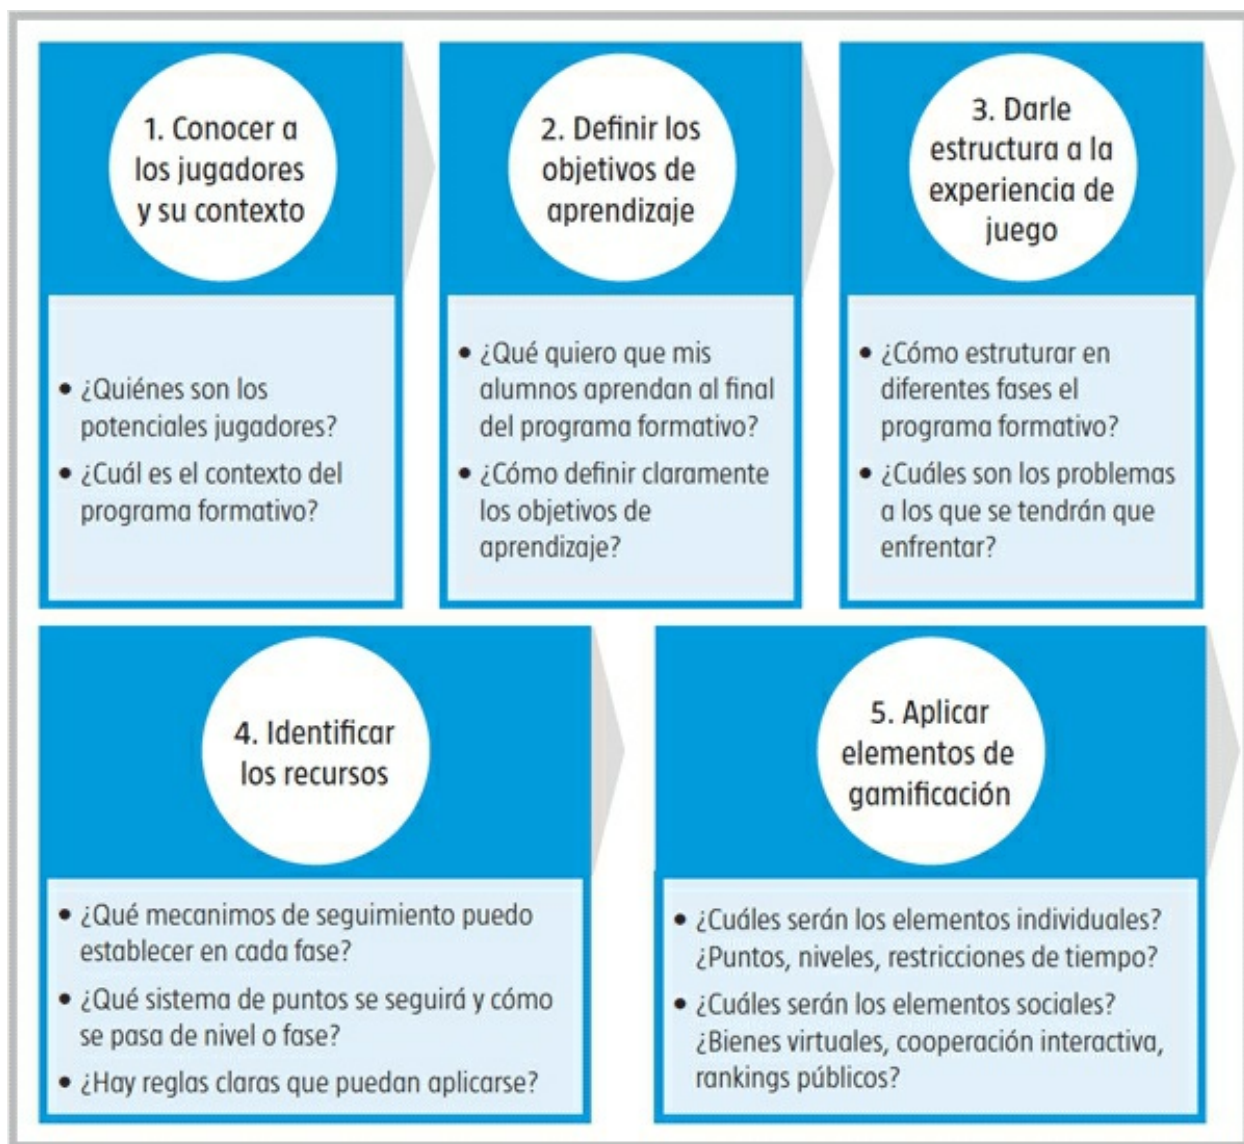 1. Conocer a
los jugadores
y su contexto
• ¿Quiénes son los
potenciales jugadores?
• ¿Cuál es el contexto del
programa formativo?
2. Definir los
objetivos de
aprendizaje
• ¿Qué quiero que mis
alumnos aprendan al final
del programa formativo?
• ¿Cómo definir claramente
los objetivos de
aprendizaje?
3. Darle
estructura a la
experiencia de
juego
• ¿Cómo estruturar en
diferentes fases el
programa formativo?
• ¿Cuáles son los problemas
a los que se tendrán que
enfrentar?
4. Identificar
los recursos
• ¿Qué mecanimos de seguimiento puedo
establecer en cada fase?
• ¿Qué sistema de puntos se seguirá y cómo
se pasa de nivel o fase?
• ¿Hay reglas claras que puedan aplicarse?
5. Aplicar
elementos de
gamificación
• ¿Cuáles serán los elementos individuales?
¿Puntos, niveles, restricciones de tiempo?
• ¿Cuáles serán los elementos sociales?
¿Bienes virtuales, cooperación interactiva,
rankings públicos?